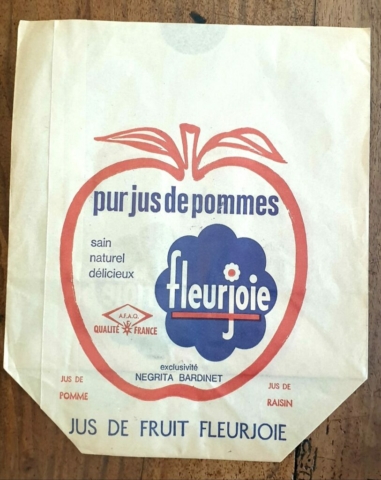 pur jus de pommes
sain
naturel
délicieux
fleurjoie
A.F.A.Q.
QUALITÉ FRANCE
exclusivité
NEGRITA BARDINET
JUS DE
POMME
JUS DE
RAISIN
JUS DE FRUIT FLEURJOIE